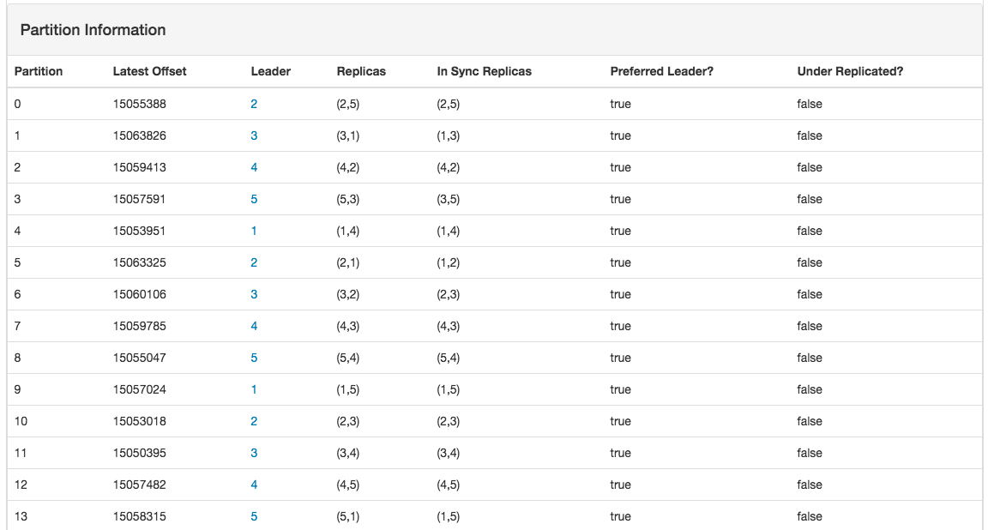 Partition Information
Partition Latest Offset Leader Replicas In Sync Replicas Preferred Leader? Under Replicated?
0 15055388 2 (2,5) (2,5) true false
1 15063826 3 (3,1) (1,3) true false
2 15059413 4 (4,2) (4,2) true false
3 15057591 5 (5,3) (3,5) true false
4 15053951 1 (1,4) (1,4) true false
5 15063325 2 (2,1) (1,2) true false
6 15060106 3 (3,2) (2,3) true false
7 15059785 4 (4,3) (4,3) true false
8 15055047 5 (5,4) (5,4) true false
9 15057024 1 (1,5) (1,5) true false
10 15053018 2 (2,3) (2,3) true false
11 15050395 3 (3,4) (3,4) true false
12 15057482 4 (4,5) (4,5) true false
13 15058315 5 (5,1) (1,5) true false